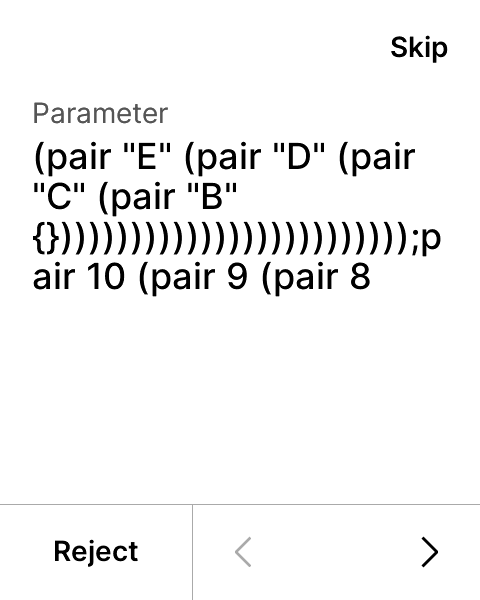 Skip
Parameter
(pair "E" (pair "D" (pair
"C" (pair "B"
{})))))))))))))))))))))))));p
air 10 (pair 9 (pair 8
Reject